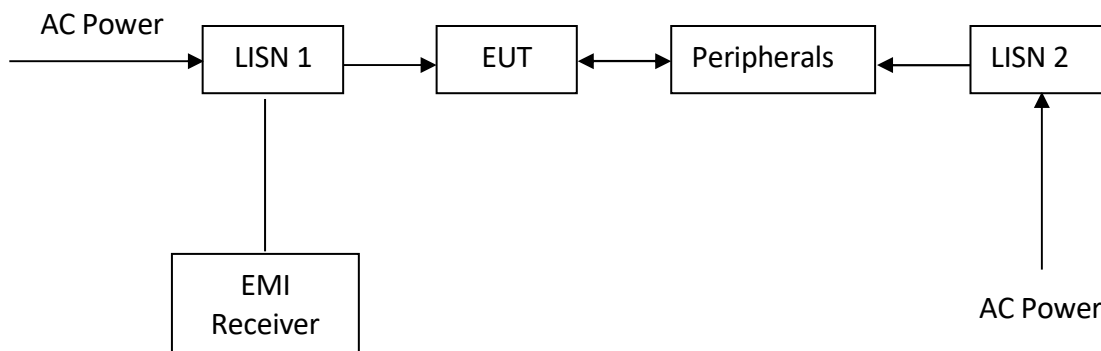 AC Power
LISN 1
EUT
Peripherals
LISN 2
EMI
Receiver
AC Power